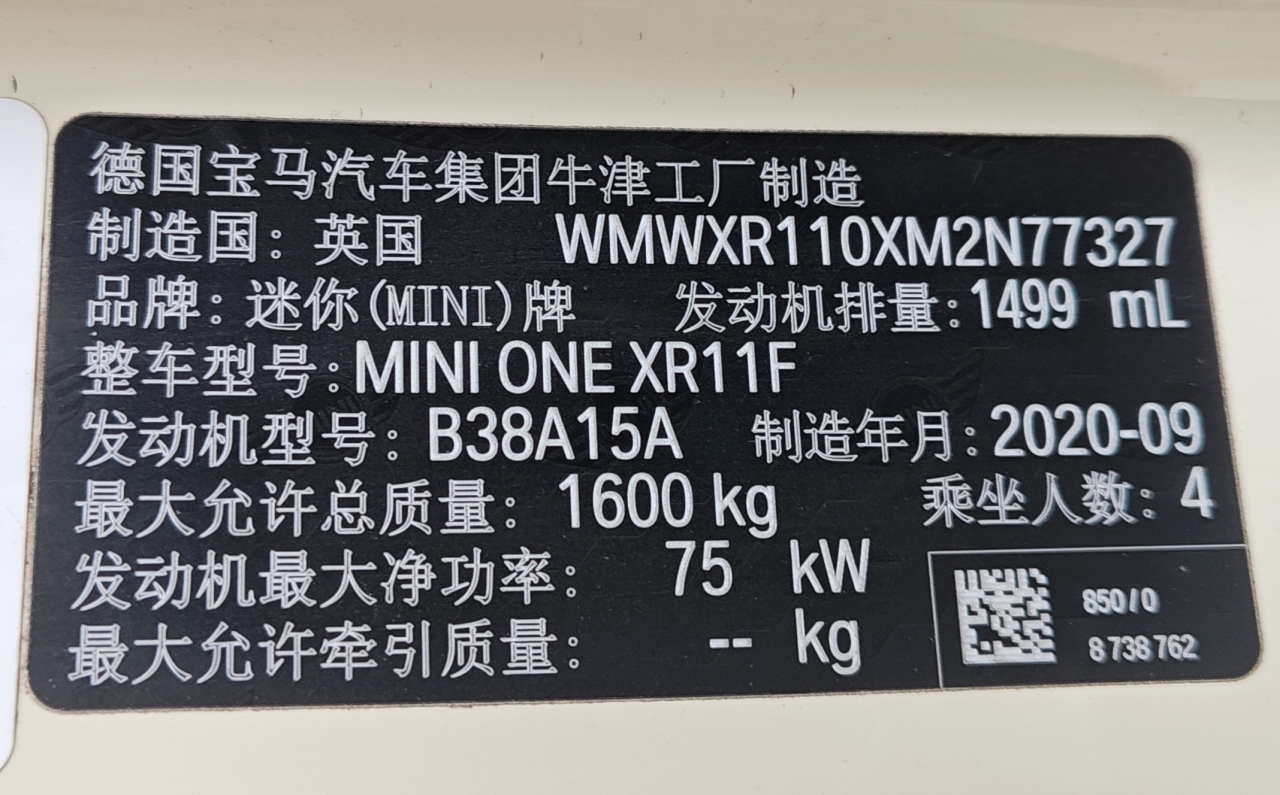 德国宝马汽车集团牛津工厂制造
制造国：英国 WMWXR110XM2N77327
品牌：迷你(MINI)牌 发动机排量：1499 mL
整车型号：MINI ONE XR11F
发动机型号：B38A15A 制造年月：2020-09
最大允许总质量：1600 kg 乘坐人数：4
发动机最大净功率：75 kW
最大允许牵引质量：-- kg
850/0
8 738 762